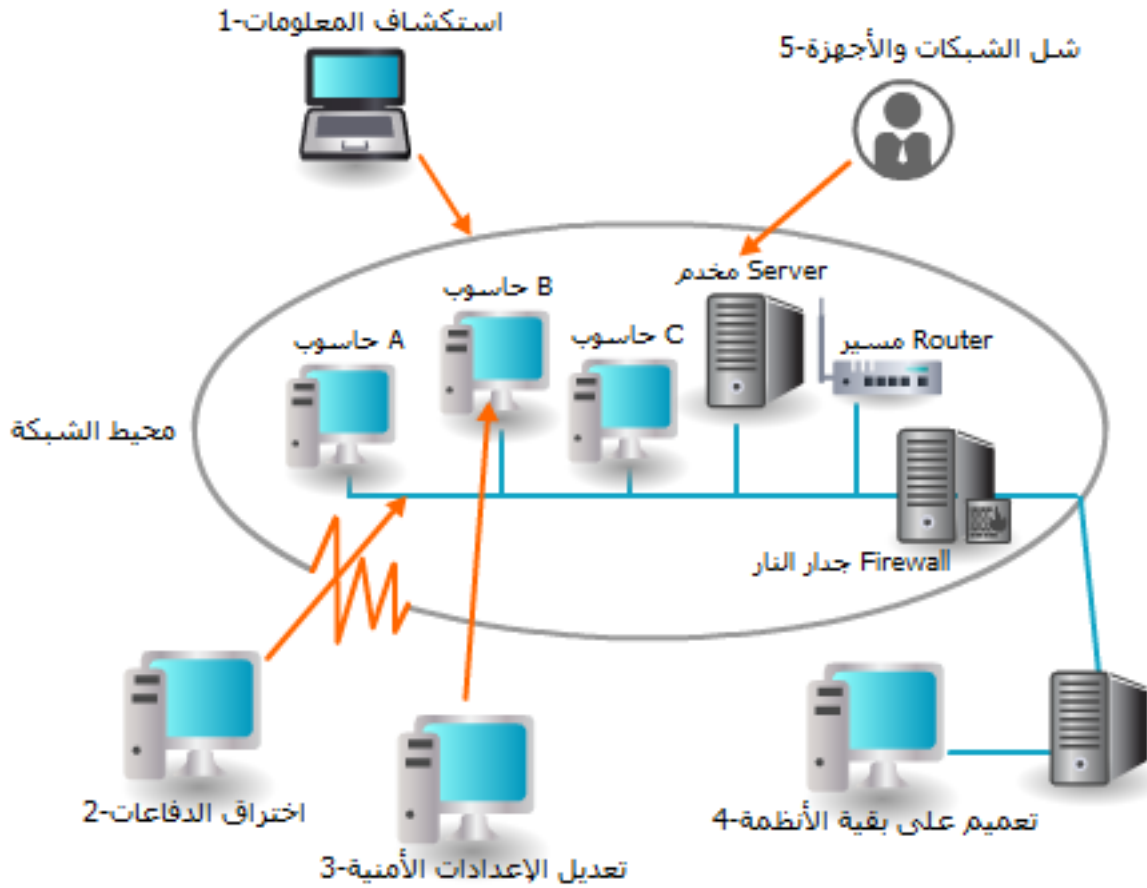 1-استكشاف المعلومات
5-شل الشبكات والأجهزة
مخدم Server
حاسوب B
حاسوب A
حاسوب C
مسير Router
محيط الشبكة
جدار النار Firewall
2-اختراق الدفاعات
3-تعديل الإعدادات الأمنية
4-تعميم على بقية الأنظمة